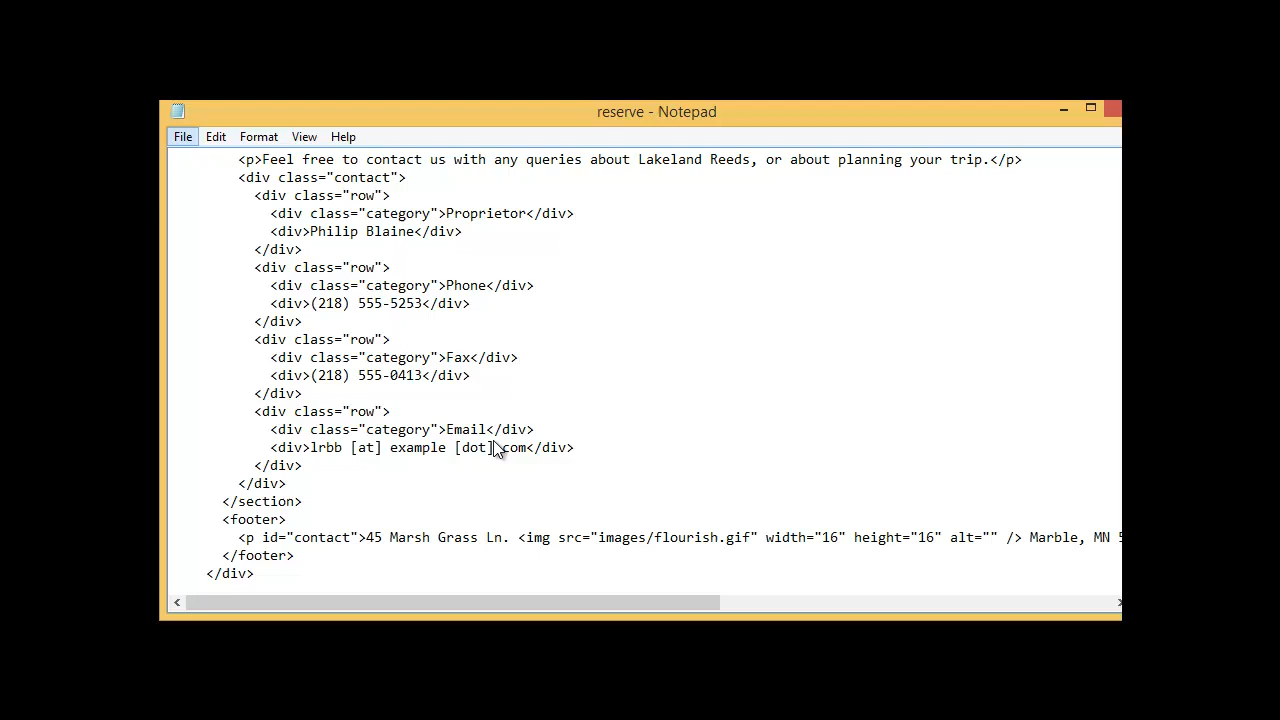 reserve - Notepad
File Edit Format View Help
<p>Feel free to contact us with any queries about Lakeland Reeds, or about planning your trip.</p>
<div class="contact">
<div class="row">
<div class="category">Proprietor</div>
<div>Philip Blaine</div>
</div>
<div class="row">
<div class="category">Phone</div>
<div>(218) 555-5253</div>
</div>
<div class="row">
<div class="category">Fax</div>
<div>(218) 555-0413</div>
</div>
<div class="row">
<div class="category">Email</div>
<div>lrbb [at] example [dot] com</div>
</div>
</div>
</section>
<footer>
<p id="contact">45 Marsh Grass Ln. <img src="images/flourish.gif" width="16" height="16" alt="" /> Marble, MN
</footer>
</div>